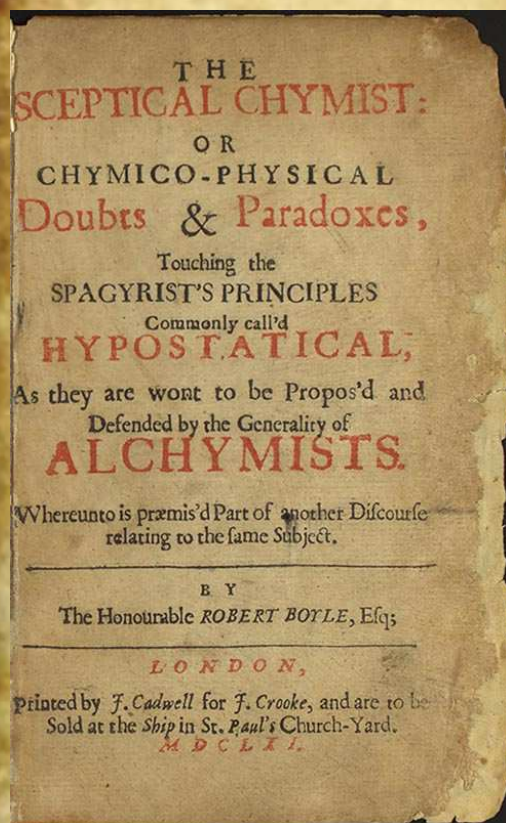 THE
SCEPTICAL CHYMIST:
OR
CHYMICO-PHYSICAL
Doubts & Paradoxes,
Touching the
SPAGYRIST'S PRINCIPLES
Commonly call'd
HYPOSTATICAL,
As they are wont to be Propos'd and
Defended by the Generality of
ALCHYMISTS.
Whereunto is præmis'd Part of another Diſcourſe
relating to the ſame Subject.
BY
The Honourable ROBERT BOYLE, Eſq;
LONDON,
Printed by J. Cadwell for J. Crooke, and are to be
Sold at the Ship in St. Paul's Church-Yard.
MDCLXI.